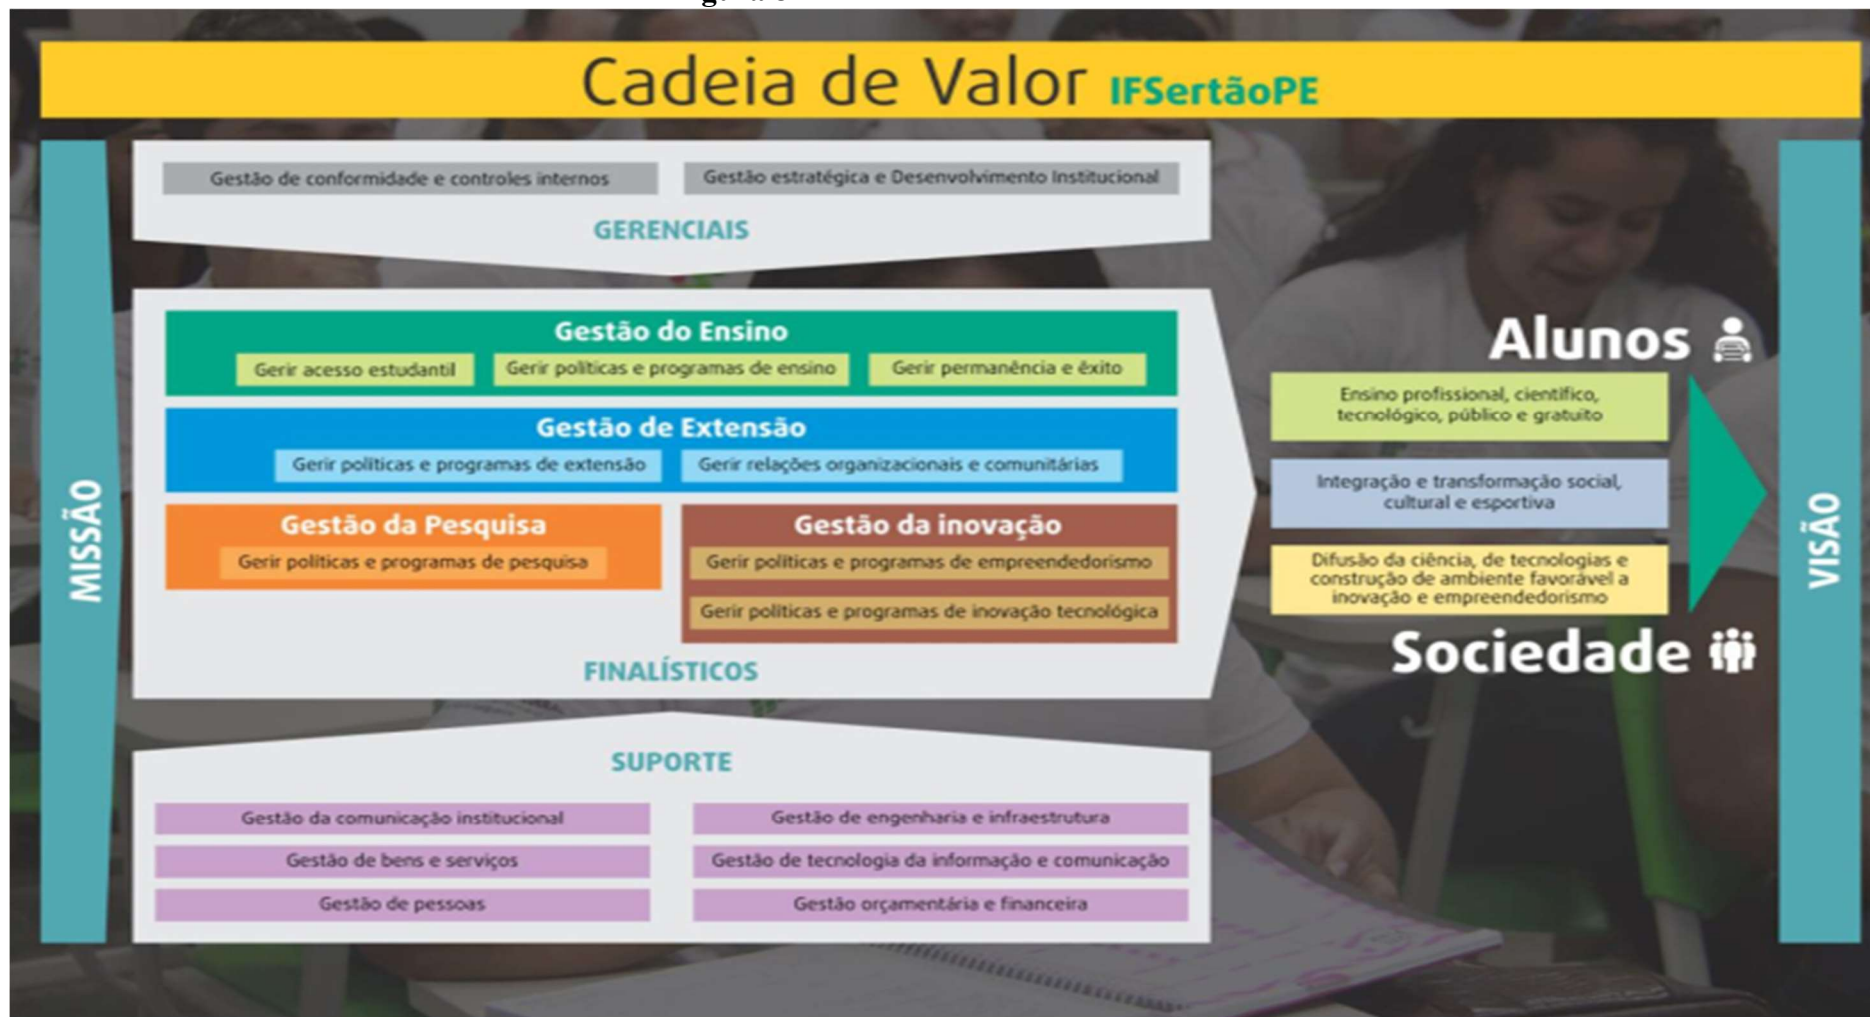 Cadeia de Valor IFSertãoPE
MISSÃO
Gestão de conformidade e controles internos
Gestão estratégica e Desenvolvimento Institucional
GERENCIAIS
Gestão do Ensino
Gerir acesso estudantil
Gerir políticas e programas de ensino
Gerir permanência e êxito
Gestão de Extensão
Gerir políticas e programas de extensão
Gerir relações organizacionais e comunitárias
Gestão da Pesquisa
Gerir políticas e programas de pesquisa
Gestão da inovação
Gerir políticas e programas de empreendedorismo
Gerir políticas e programas de inovação tecnológica
FINALÍSTICOS
SUPORTE
Gestão da comunicação institucional
Gestão de engenharia e infraestrutura
Gestão de bens e serviços
Gestão de tecnologia da informação e comunicação
Gestão de pessoas
Gestão orçamentária e financeira
Alunos
Ensino profissional, científico,
tecnológico, público e gratuito
Integração e transformação social,
cultural e esportiva
Difusão da ciência, de tecnologias e
construção de ambiente favorável a
inovação e empreendedorismo
Sociedade
VISÃO